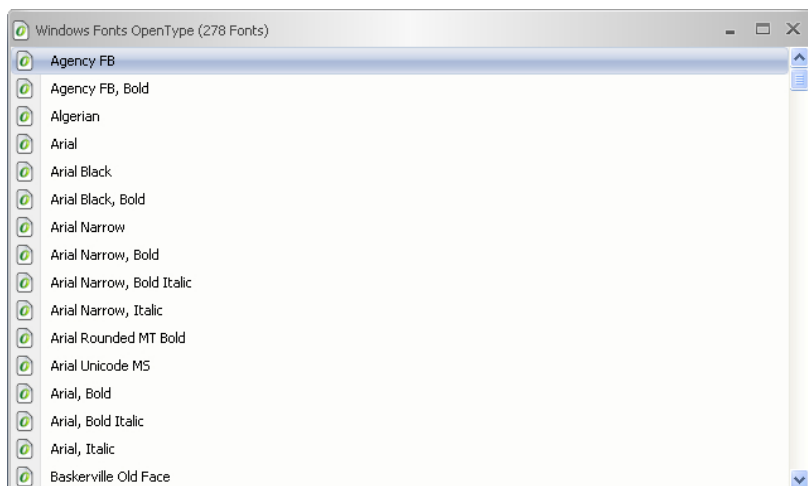 Windows Fonts OpenType (278 Fonts)
Agency FB
Agency FB, Bold
Algerian
Arial
Arial Black
Arial Black, Bold
Arial Narrow
Arial Narrow, Bold
Arial Narrow, Bold Italic
Arial Narrow, Italic
Arial Rounded MT Bold
Arial Unicode MS
Arial, Bold
Arial, Bold Italic
Arial, Italic
Baskerville Old Face